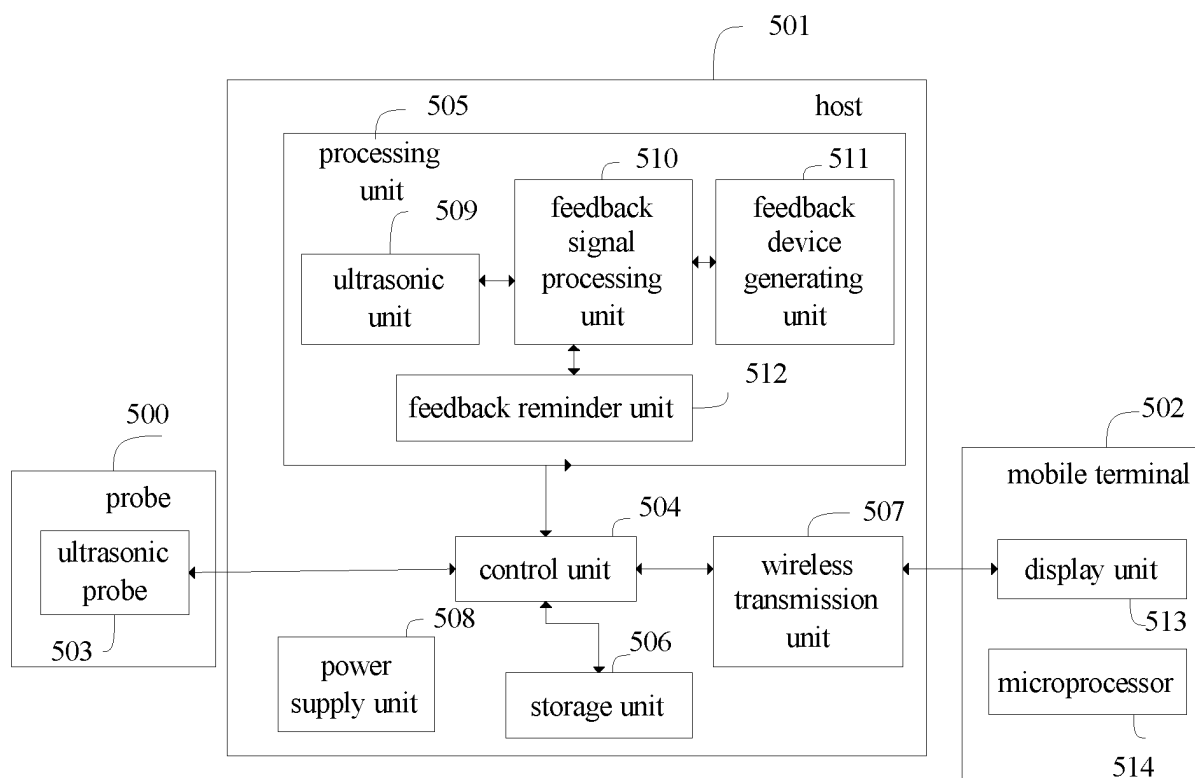 501
host
505
processing
unit
510
feedback
signal
processing
unit
511
feedback
device
generating
unit
509
ultrasonic
unit
512
feedback reminder unit
500
probe
ultrasonic
probe
503
504
control unit
507
wireless
transmission
unit
508
power
supply unit
506
storage unit
502
mobile terminal
display unit
513
microprocessor
514